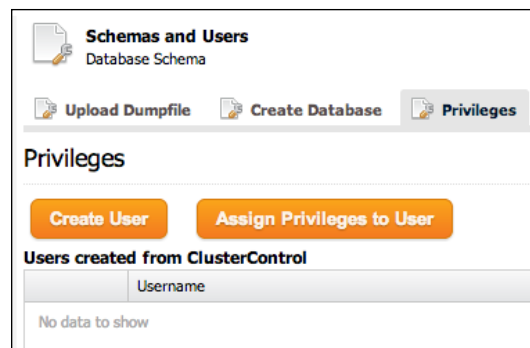 Schemas and Users
Database Schema
Upload Dumpfile Create Database Privileges
Privileges
Create User Assign Privileges to User
Users created from ClusterControl
Username
No data to show